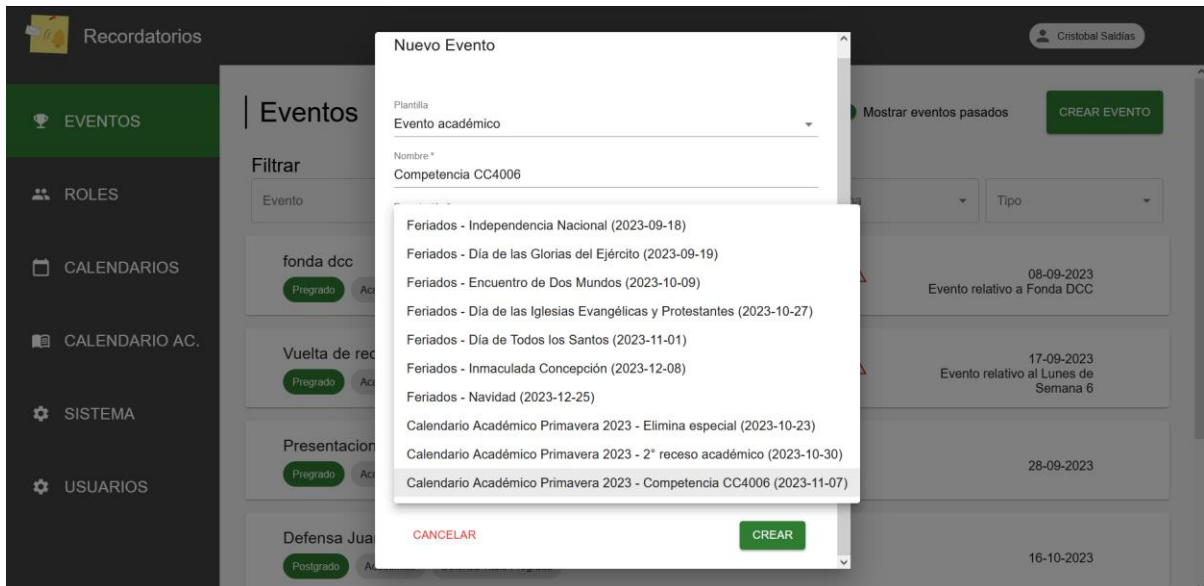 Recordatorios
Cristobal Saldías
EVENTOS
ROLES
CALENDARIOS
CALENDARIO AC.
SISTEMA
USUARIOS
Eventos
Mostrar eventos pasados
CREAR EVENTO
Filtrar
Evento
Tipo
fonda dcc
Pregrado
08-09-2023
Evento relativo a Fonda DCC
Vuelta de rec
Pregrado
17-09-2023
Evento relativo al Lunes de
Semana 6
Presentacion
Pregrado
28-09-2023
Defensa Jua
Postgrado
16-10-2023
Nuevo Evento
Plantilla
Evento académico
Nombre *
Competencia CC4006
Feriados - Independencia Nacional (2023-09-18)
Feriados - Día de las Glorias del Ejército (2023-09-19)
Feriados - Encuentro de Dos Mundos (2023-10-09)
Feriados - Día de las Iglesias Evangélicas y Protestantes (2023-10-27)
Feriados - Día de Todos los Santos (2023-11-01)
Feriados - Inmaculada Concepción (2023-12-08)
Feriados - Navidad (2023-12-25)
Calendario Académico Primavera 2023 - Elimina especial (2023-10-23)
Calendario Académico Primavera 2023 - 2° receso académico (2023-10-30)
Calendario Académico Primavera 2023 - Competencia CC4006 (2023-11-07)
CANCELAR
CREAR